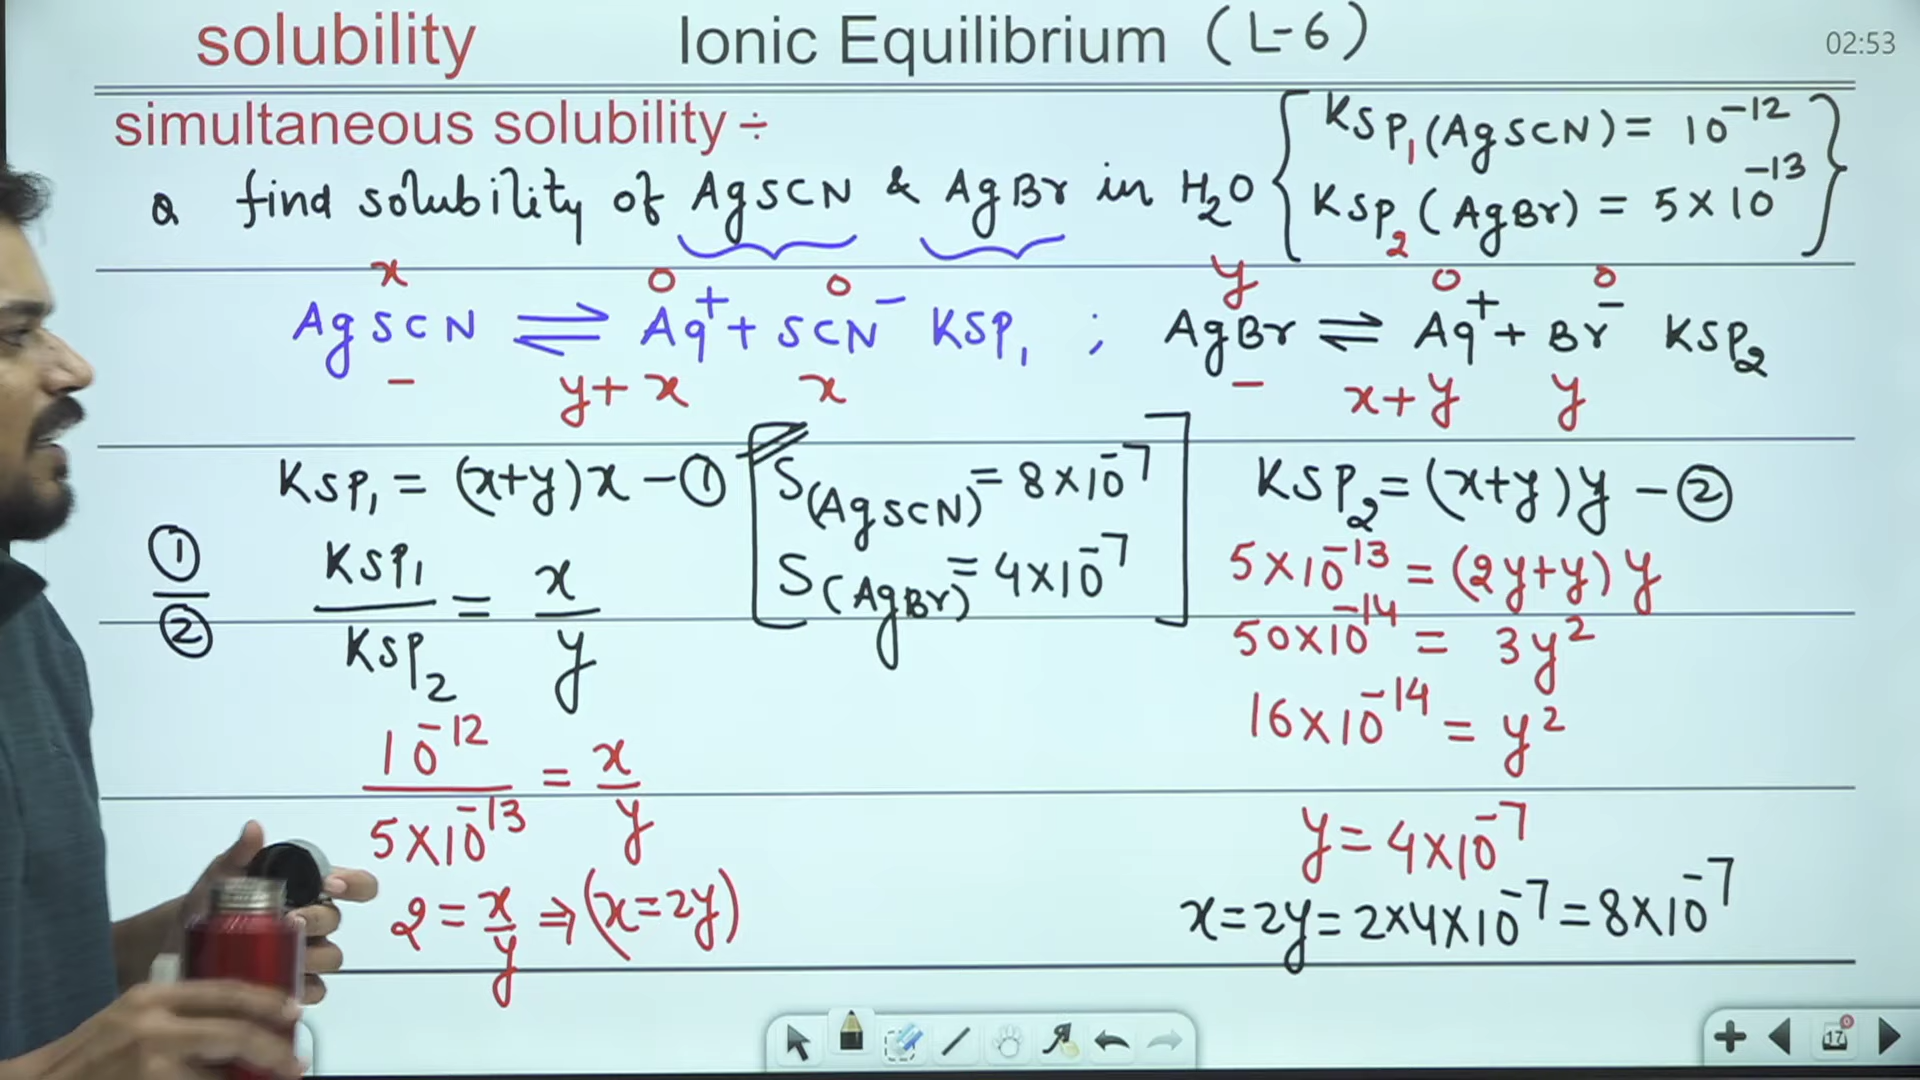 solubility Ionic Equilibrium (L-6) 02:53
simultaneous solubility ÷
Q find solubility of AgSCN & AgBr in H₂O { KSP₁(AgSCN) = 10⁻¹²
KSP₂(AgBr) = 5×10⁻¹³ }
x 0 0 y 0 0
AgSCN ⇌ Ag⁺ + SCN⁻ KSP₁ ; AgBr ⇌ Ag⁺ + Br⁻ KSP₂
– y+x x – x+y y
KSP₁ = (x+y)x – ①
①/② KSP₁/KSP₂ = x/y
10⁻¹²/5×10⁻¹³ = x/y
2 = x/y ⇒ (x=2y)
[ S(AgSCN) = 8×10⁻⁷
S(AgBr) = 4×10⁻⁷ ]
KSP₂ = (x+y)y – ②
5×10⁻¹³ = (2y+y)y
50×10⁻¹⁴ = 3y²
16×10⁻¹⁴ = y²
y = 4×10⁻⁷
x=2y=2×4×10⁻⁷=8×10⁻⁷
17
0